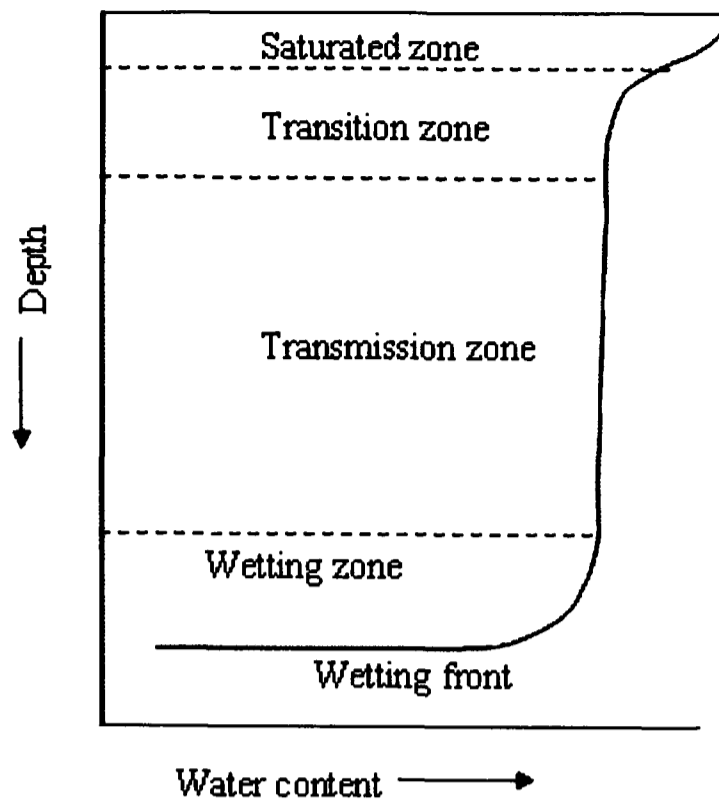 Saturated zone
Transition zone
Depth
Transmission zone
Wetting zone
Wetting front
Water content